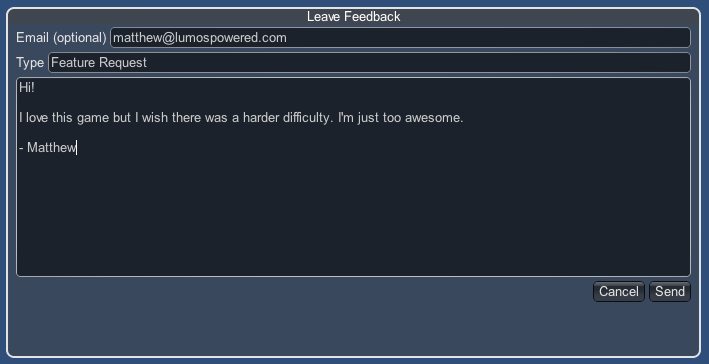 Leave Feedback
Email (optional) matthew@lumospowered.com
Type Feature Request
Hi!
I love this game but I wish there was a harder difficulty. I'm just too awesome.
- Matthew
Cancel Send